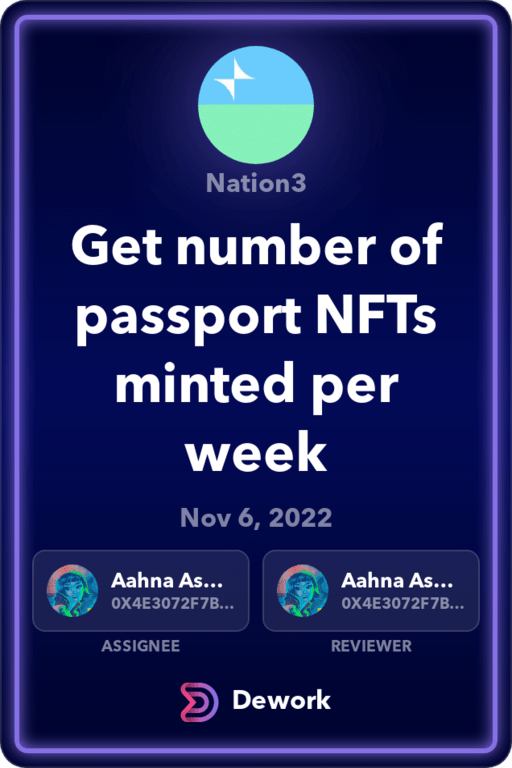 Nation3
Get number of
passport NFTs
minted per
week
Nov 6, 2022
Aahna As...
0X4E3072F7B...
ASSIGNEE
Aahna As...
0X4E3072F7B...
REVIEWER
Dework